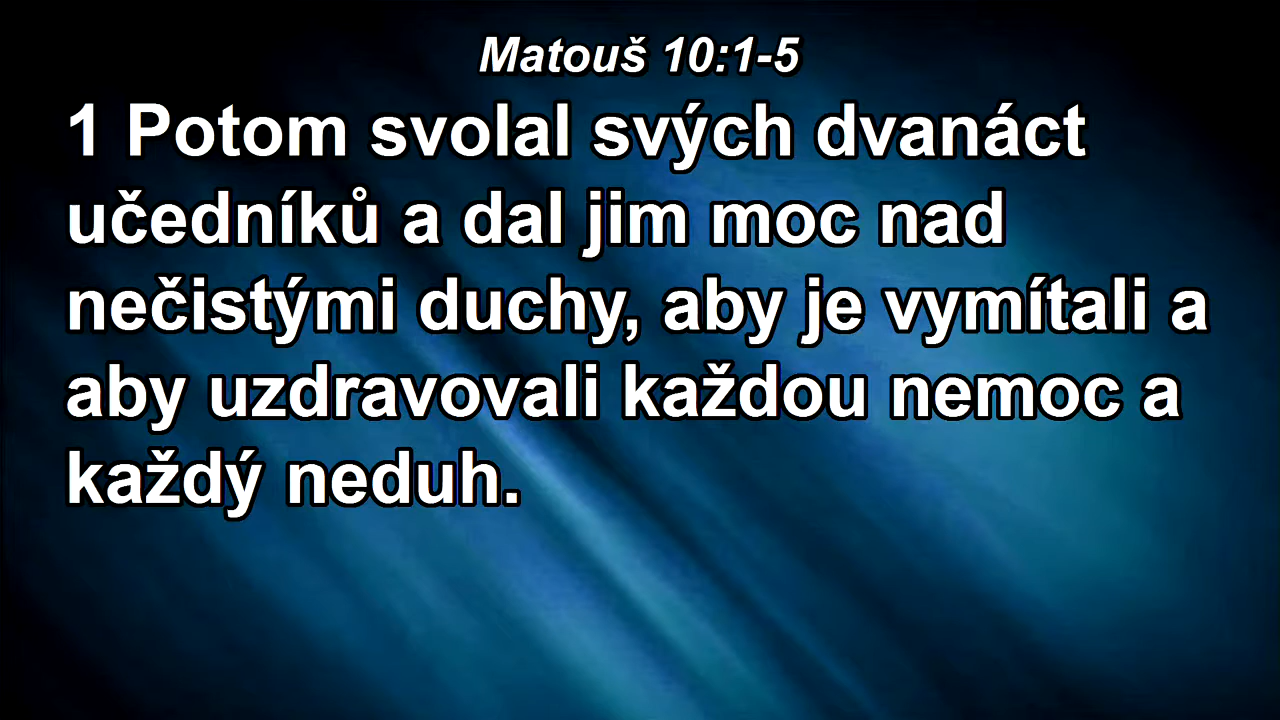 Matouš 10:1-5
1 Potom svolal svých dvanáct
učedníků a dal jim moc nad
nečistými duchy, aby je vymítali a
aby uzdravovali každou nemoc a
každý neduh.